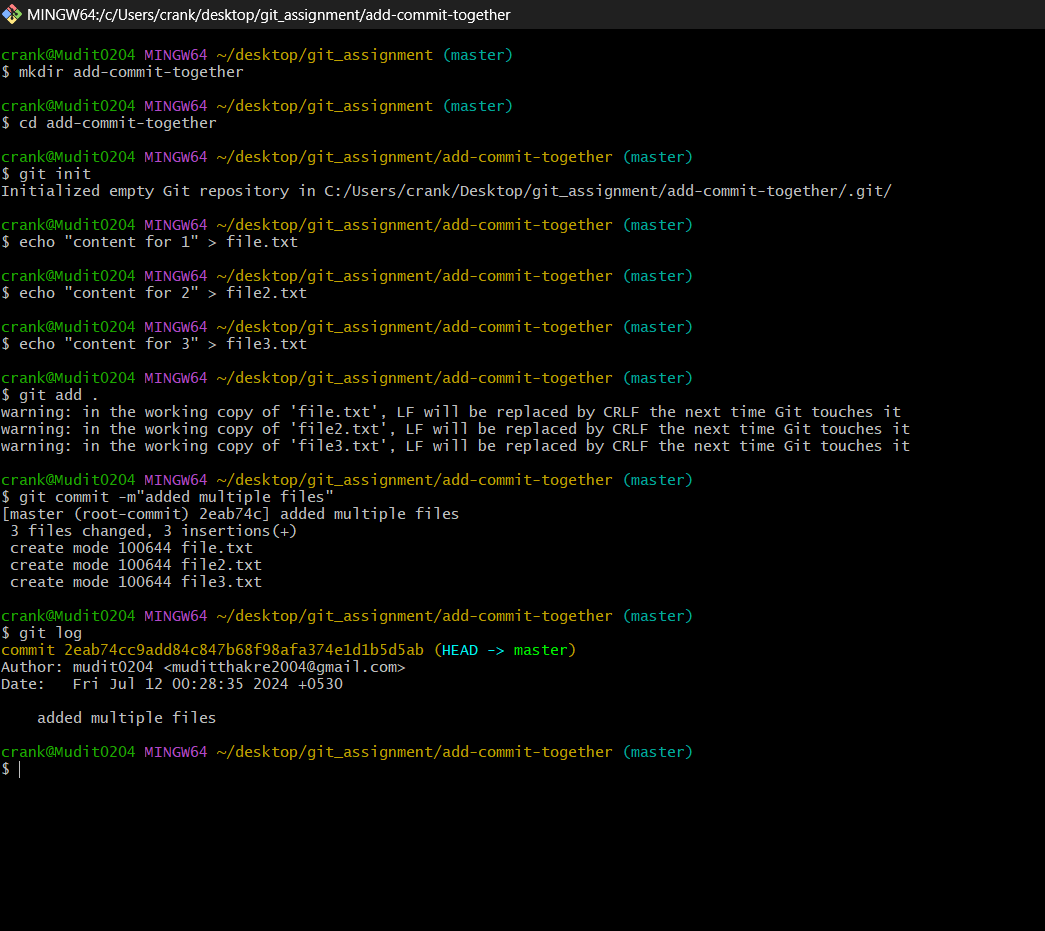 MINGW64:/c/Users/crank/desktop/git_assignment/add-commit-together
crank@Mudit0204 MINGW64 ~/desktop/git_assignment (master)
$ mkdir add-commit-together
crank@Mudit0204 MINGW64 ~/desktop/git_assignment (master)
$ cd add-commit-together
crank@Mudit0204 MINGW64 ~/desktop/git_assignment/add-commit-together (master)
$ git init
Initialized empty Git repository in C:/Users/crank/Desktop/git_assignment/add-commit-together/.git/
crank@Mudit0204 MINGW64 ~/desktop/git_assignment/add-commit-together (master)
$ echo "content for 1" > file.txt
crank@Mudit0204 MINGW64 ~/desktop/git_assignment/add-commit-together (master)
$ echo "content for 2" > file2.txt
crank@Mudit0204 MINGW64 ~/desktop/git_assignment/add-commit-together (master)
$ echo "content for 3" > file3.txt
crank@Mudit0204 MINGW64 ~/desktop/git_assignment/add-commit-together (master)
$ git add .
warning: in the working copy of 'file.txt', LF will be replaced by CRLF the next time Git touches it
warning: in the working copy of 'file2.txt', LF will be replaced by CRLF the next time Git touches it
warning: in the working copy of 'file3.txt', LF will be replaced by CRLF the next time Git touches it
crank@Mudit0204 MINGW64 ~/desktop/git_assignment/add-commit-together (master)
$ git commit -m"added multiple files"
[master (root-commit) 2eab74c] added multiple files
 3 files changed, 3 insertions(+)
 create mode 100644 file.txt
 create mode 100644 file2.txt
 create mode 100644 file3.txt
crank@Mudit0204 MINGW64 ~/desktop/git_assignment/add-commit-together (master)
$ git log
commit 2eab74cc9add84c847b68f98afa374e1d1b5d5ab (HEAD -> master)
Author: mudit0204 <muditthakre2004@gmail.com>
Date:   Fri Jul 12 00:28:35 2024 +0530
    added multiple files
crank@Mudit0204 MINGW64 ~/desktop/git_assignment/add-commit-together (master)
$